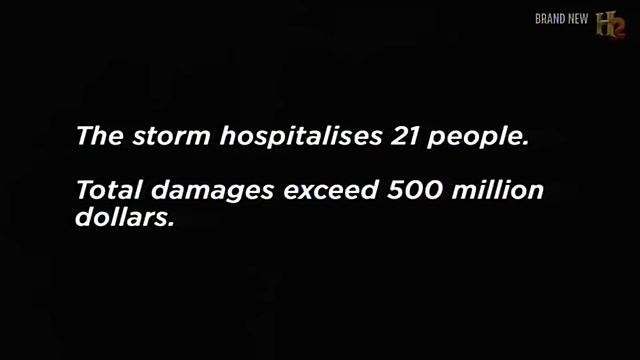 BRAND NEW H2
The storm hospitalises 21 people.
Total damages exceed 500 million
dollars.